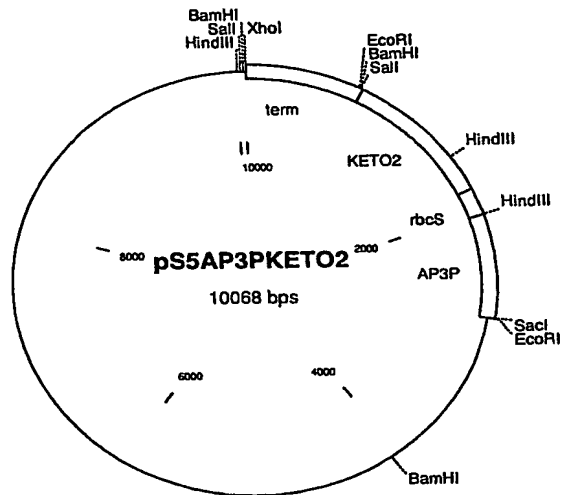 BamHI
SalI XhoI
HindIII
EcoRI
BamHI
SalI
term
10000
KETO2
HindIII
HindIII
rbcS
8000
2000
pS5AP3PKETO2
AP3P
10068 bps
SacI
EcoRI
6000
4000
BamHI